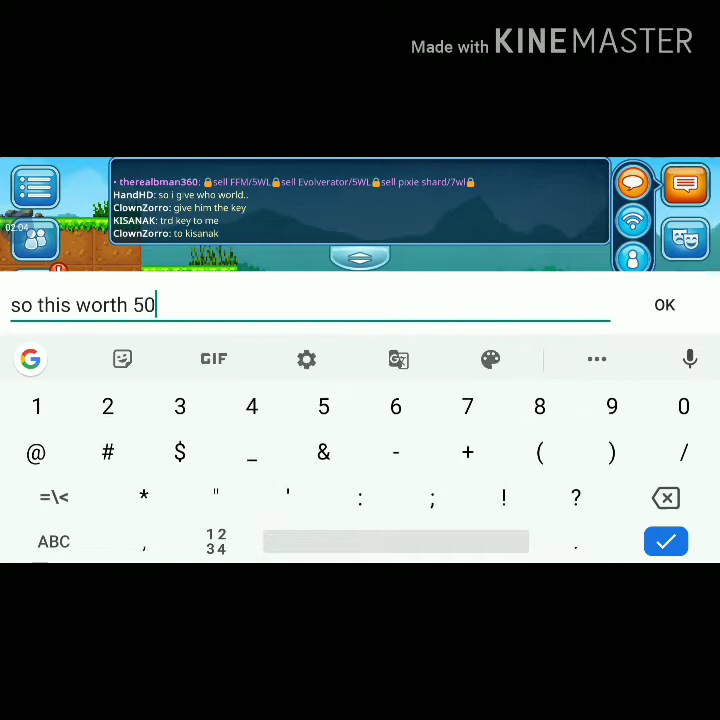 Made with KINEMASTER
• therealbman360: 🔒sell FFM/5WL🔒sell Evolverator/5WL🔒sell pixie shard/7wl🔒
HandHD: so i give who world..
ClownZorro: give him the key
KISANAK: trd key to me
ClownZorro: to kisanak
02:04
so this worth 50
OK
G GIF ...
1 2 3 4 5 6 7 8 9 0
@ # $ _ & - + ( ) /
=\< * " ' : ; ! ?
ABC , 12 .
34